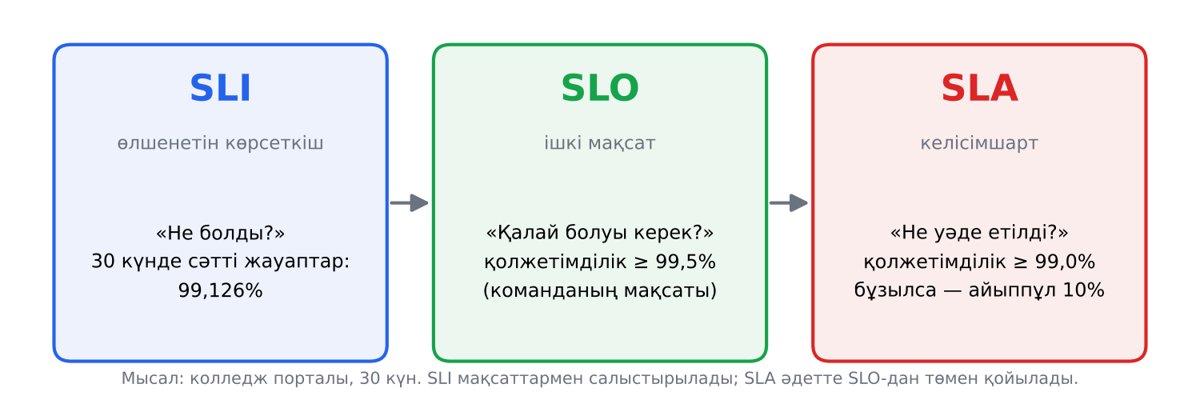 SLI
өлшенетін көрсеткіш
«Не болды?»
30 күнде сәтті жауаптар:
99,126%
SLO
ішкі мақсат
«Қалай болуы керек?»
қолжетімділік ≥ 99,5%
(команданың мақсаты)
SLA
келісімшарт
«Не уәде етілді?»
қолжетімділік ≥ 99,0%
бұзылса — айыппұл 10%
Мысал: колледж порталы, 30 күн. SLI мақсаттармен салыстырылады; SLA әдетте SLO-дан төмен қойылады.